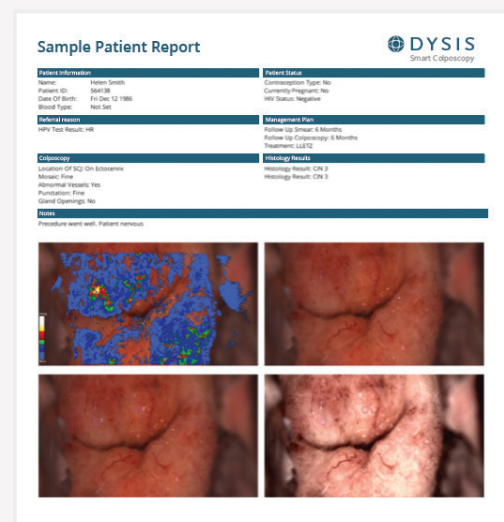 Sample Patient Report
DYSIS
Smart Colposcopy
Patient Information
Name: Helen Smith
Patient ID: 564138
Date Of Birth: Fri Dec 12 1986
Blood Type: Not Set
Patient Status
Contraception Type: No
Currently Pregnant: No
HIV Status: Negative
Referral reason
HPV Test Result: HR
Management Plan
Follow Up Smear: 6 Months
Follow Up Colposcopy: 6 Months
Treatment: LLETZ
Colposcopy
Location Of SCJ: On Ectocervix
Mosaic: Fine
Abnormal Vessels: Yes
Punctation: Fine
Gland Openings: No
Histology Results
Histology Result: CIN 3
Histology Result: CIN 3
Notes
Precedure went well. Patient nervous